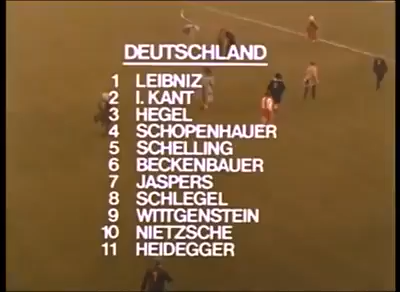 DEUTSCHLAND
1 LEIBNIZ
2 I. KANT
3 HEGEL
4 SCHOPENHAUER
5 SCHELLING
6 BECKENBAUER
7 JASPERS
8 SCHLEGEL
9 WITTGENSTEIN
10 NIETZSCHE
11 HEIDEGGER